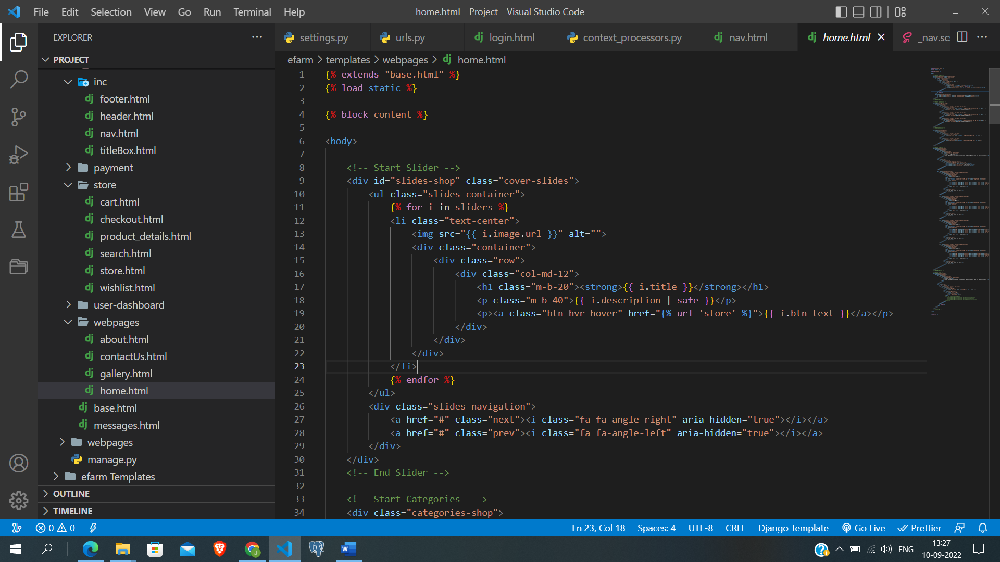 File Edit Selection View Go Run Terminal Help
home.html - Project - Visual Studio Code
EXPLORER
PROJECT
inc
footer.html
header.html
nav.html
titleBox.html
payment
store
cart.html
checkout.html
product_details.html
search.html
store.html
wishlist.html
user-dashboard
webpages
about.html
contactUs.html
gallery.html
home.html
base.html
messages.html
webpages
manage.py
efarm Templates
OUTLINE
TIMELINE
settings.py urls.py login.html context_processors.py nav.html home.html _nav.sc
efarm > templates > webpages > home.html
1 {% extends "base.html" %}
2 {% load static %}
3
4 {% block content %}
5
6 <body>
7
8 <!-- Start Slider -->
9 <div id="slides-shop" class="cover-slides">
10 <ul class="slides-container">
11 {% for i in sliders %}
12 <li class="text-center">
13 <img src="{{ i.image.url }}" alt="">
14 <div class="container">
15 <div class="row">
16 <div class="col-md-12">
17 <h1 class="m-b-20"><strong>{{ i.title }}</strong></h1>
18 <p class="m-b-40">{{ i.description | safe }}</p>
19 <p><a class="btn hvr-hover" href="{% url 'store' %}">{{ i.btn_text }}</a></p>
20 </div>
21 </div>
22 </div>
23 </li>
24 {% endfor %}
25 </ul>
26 <div class="slides-navigation">
27 <a href="#" class="next"><i class="fa fa-angle-right" aria-hidden="true"></i></a>
28 <a href="#" class="prev"><i class="fa fa-angle-left" aria-hidden="true"></i></a>
29 </div>
30 </div>
31 <!-- End Slider -->
32
33 <!-- Start Categories  -->
34 <div class="categories-shop">
0 0
Ln 23, Col 18 Spaces: 4 UTF-8 CRLF Django Template Go Live Prettier
ENG
13:27
10-09-2022